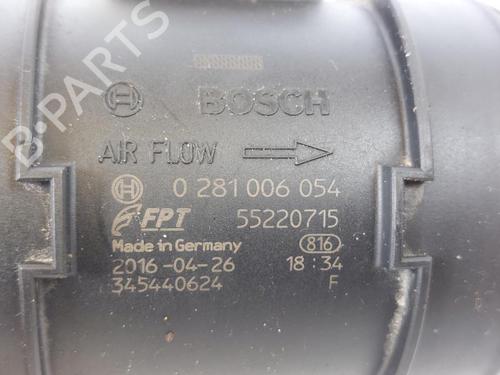 BOSCH
AIR FLOW
0 281 006 054
FPT 55220715
Made in Germany 816
2016-04-26 18:34
345440624 F
B-PARTS